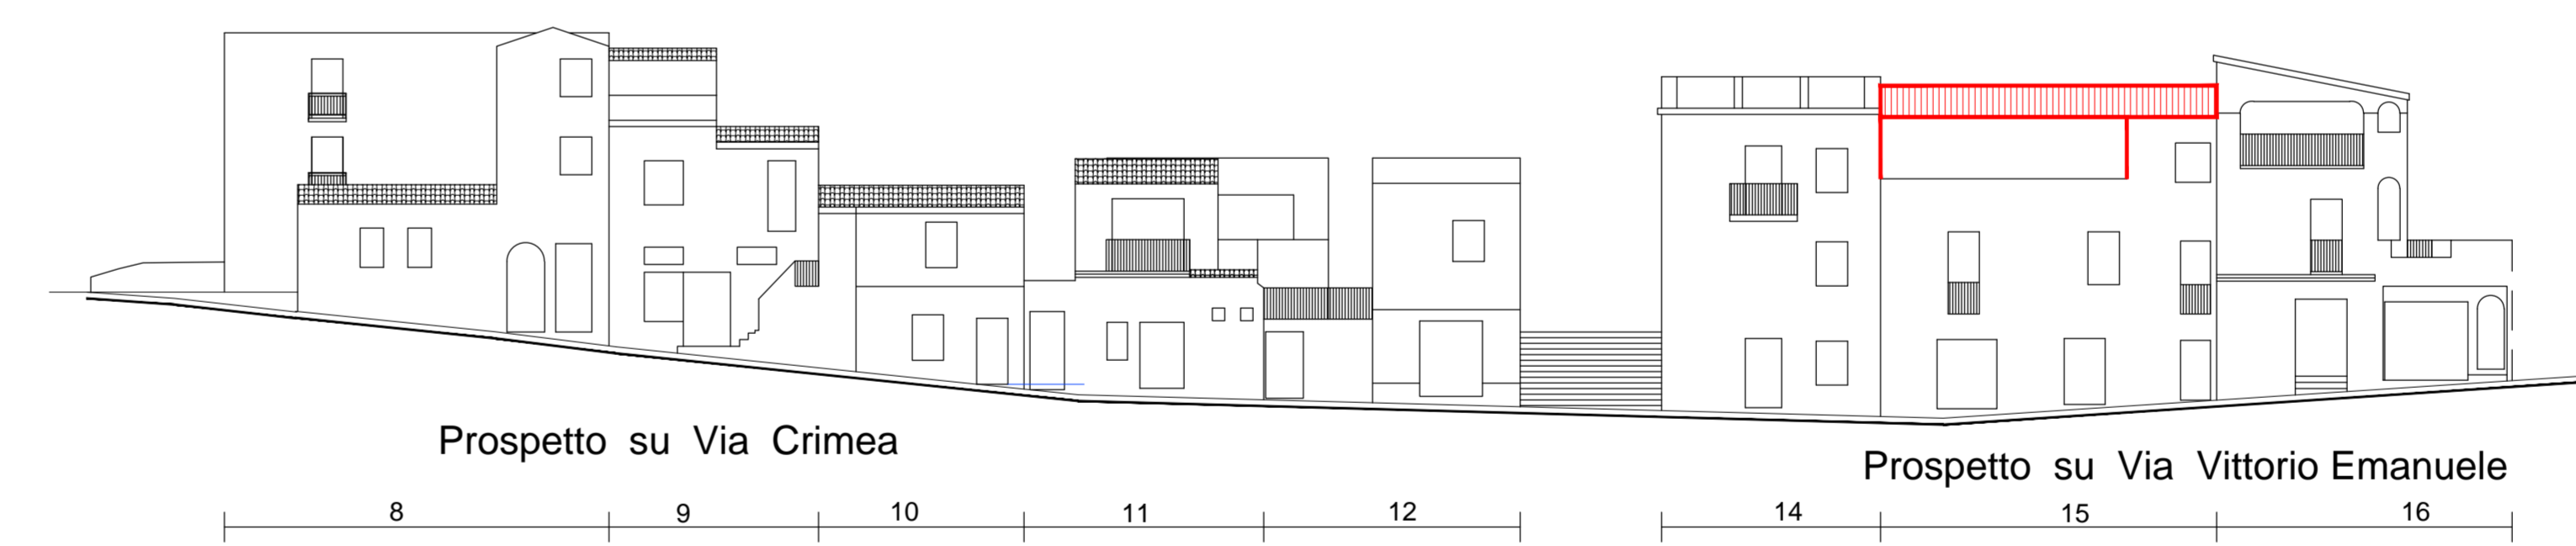 Prospetto su Via Crimea
Prospetto su Via Vittorio Emanuele
8 9 10 11 12 14 15 16